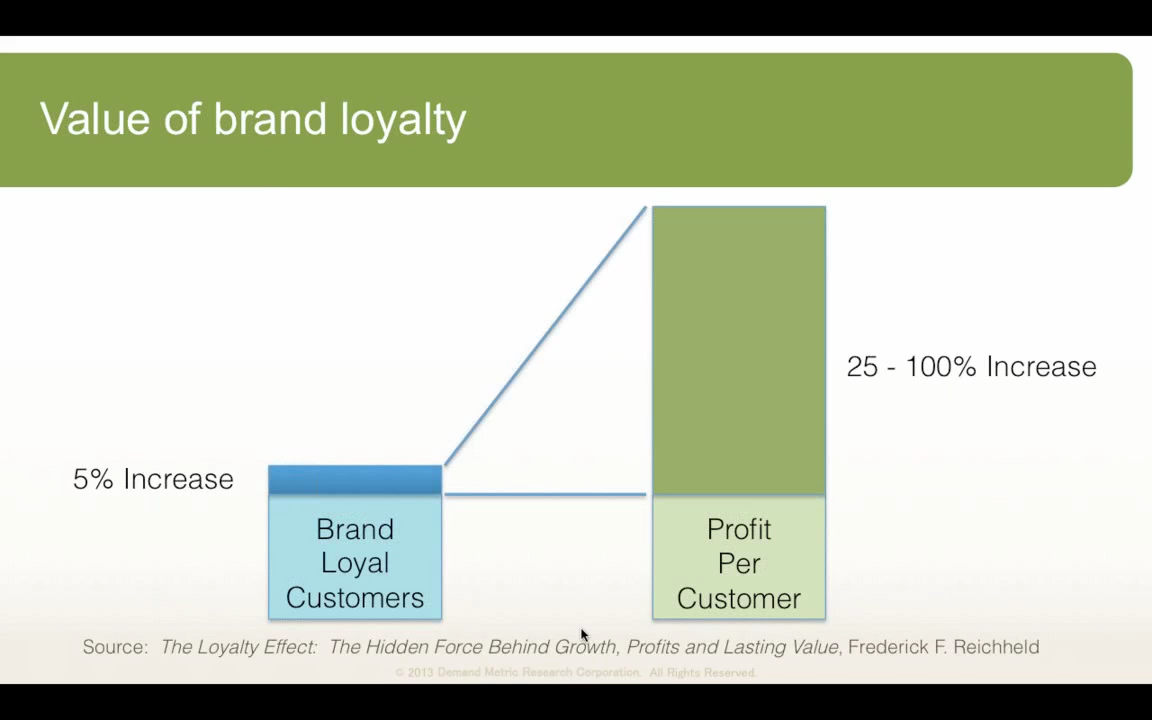 Value of brand loyalty
25 - 100% Increase
5% Increase
Brand
Loyal
Customers
Profit
Per
Customer
Source: The Loyalty Effect: The Hidden Force Behind Growth, Profits and Lasting Value, Frederick F. Reichheld
© 2013 Demand Metric Research Corporation. All Rights Reserved.